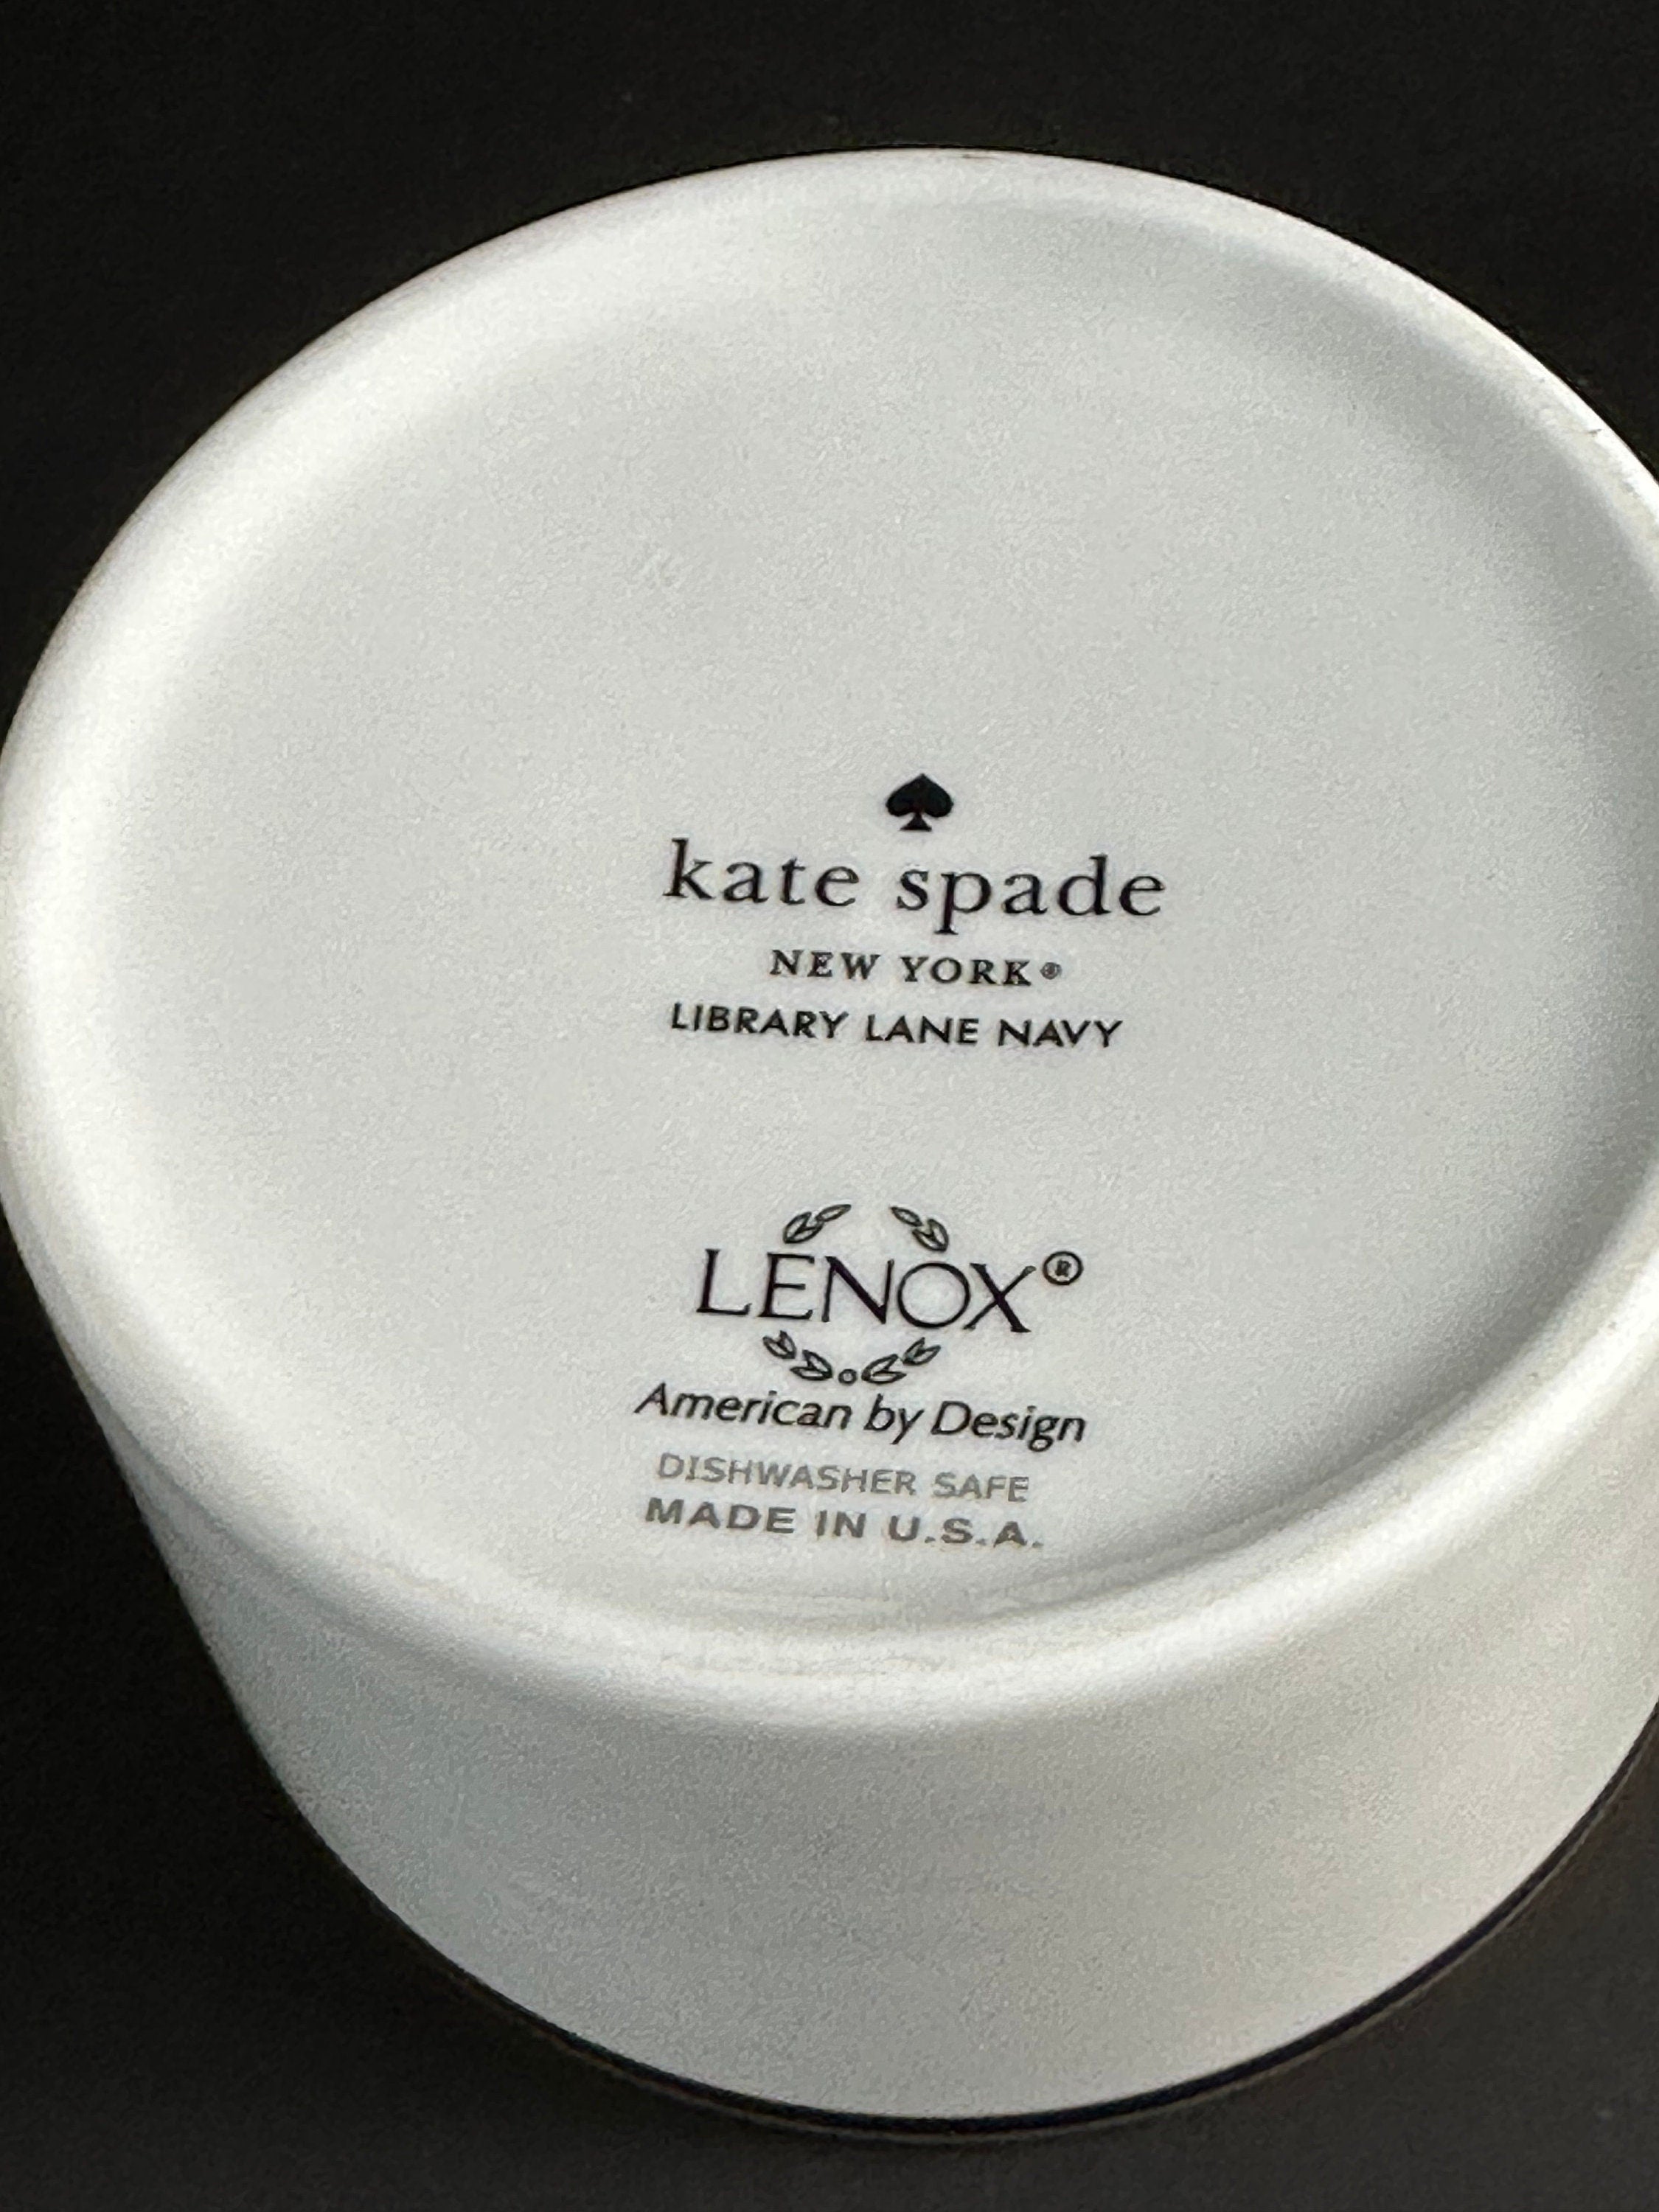 kate spade
NEW YORK®
LIBRARY LANE NAVY
LENOX®
American by Design
DISHWASHER SAFE
MADE IN U.S.A.